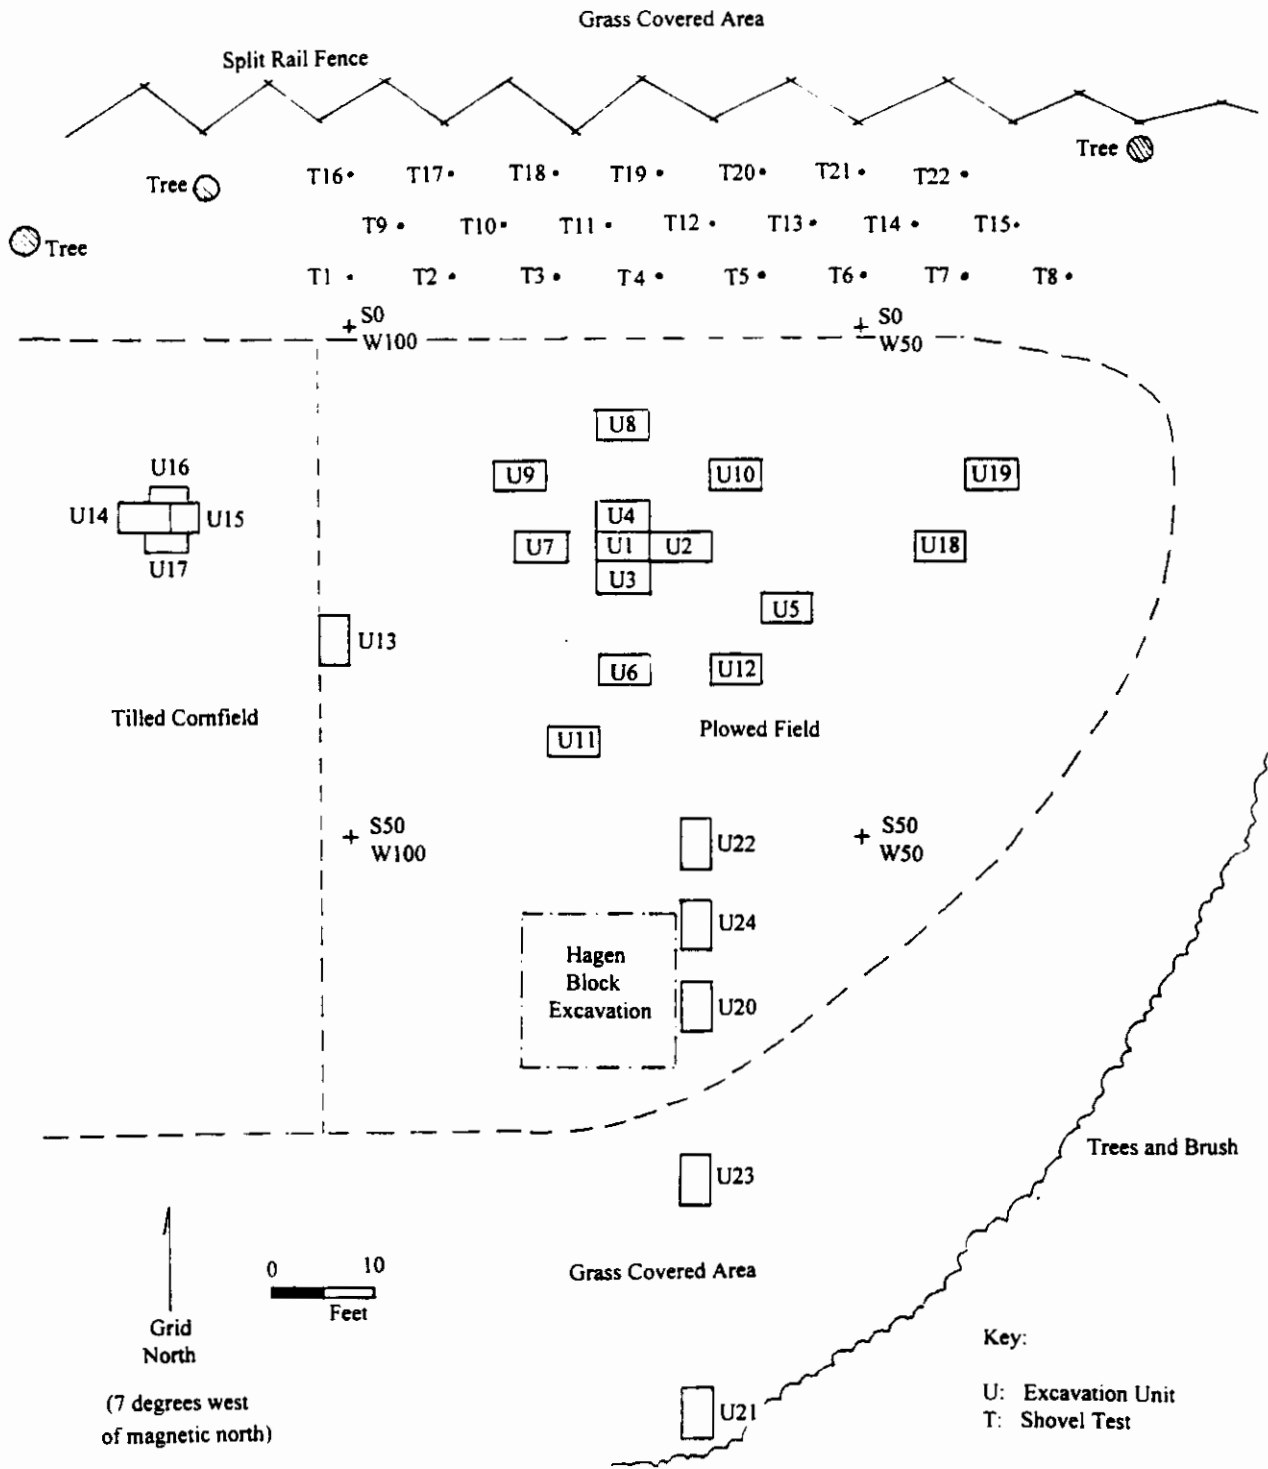 Grass Covered Area
Split Rail Fence
Tree
Tree
T16
T17
T18
T19
T20
T21
T22
Tree
T9
T10
T11
T12
T13
T14
T15
T1
T2
T3
T4
T5
T6
T7
T8
S0
W100
S0
W50
U8
U9
U10
U19
U16
U14
U15
U17
U4
U1
U2
U3
U7
U18
U5
U13
U6
U12
Tilled Cornfield
U11
Plowed Field
S50
W100
U22
S50
W50
U24
Hagen
Block
Excavation
U20
Trees and Brush
U23
0 10
Feet
Grass Covered Area
Grid
North
(7 degrees west
of magnetic north)
U21
Key:
U: Excavation Unit
T: Shovel Test